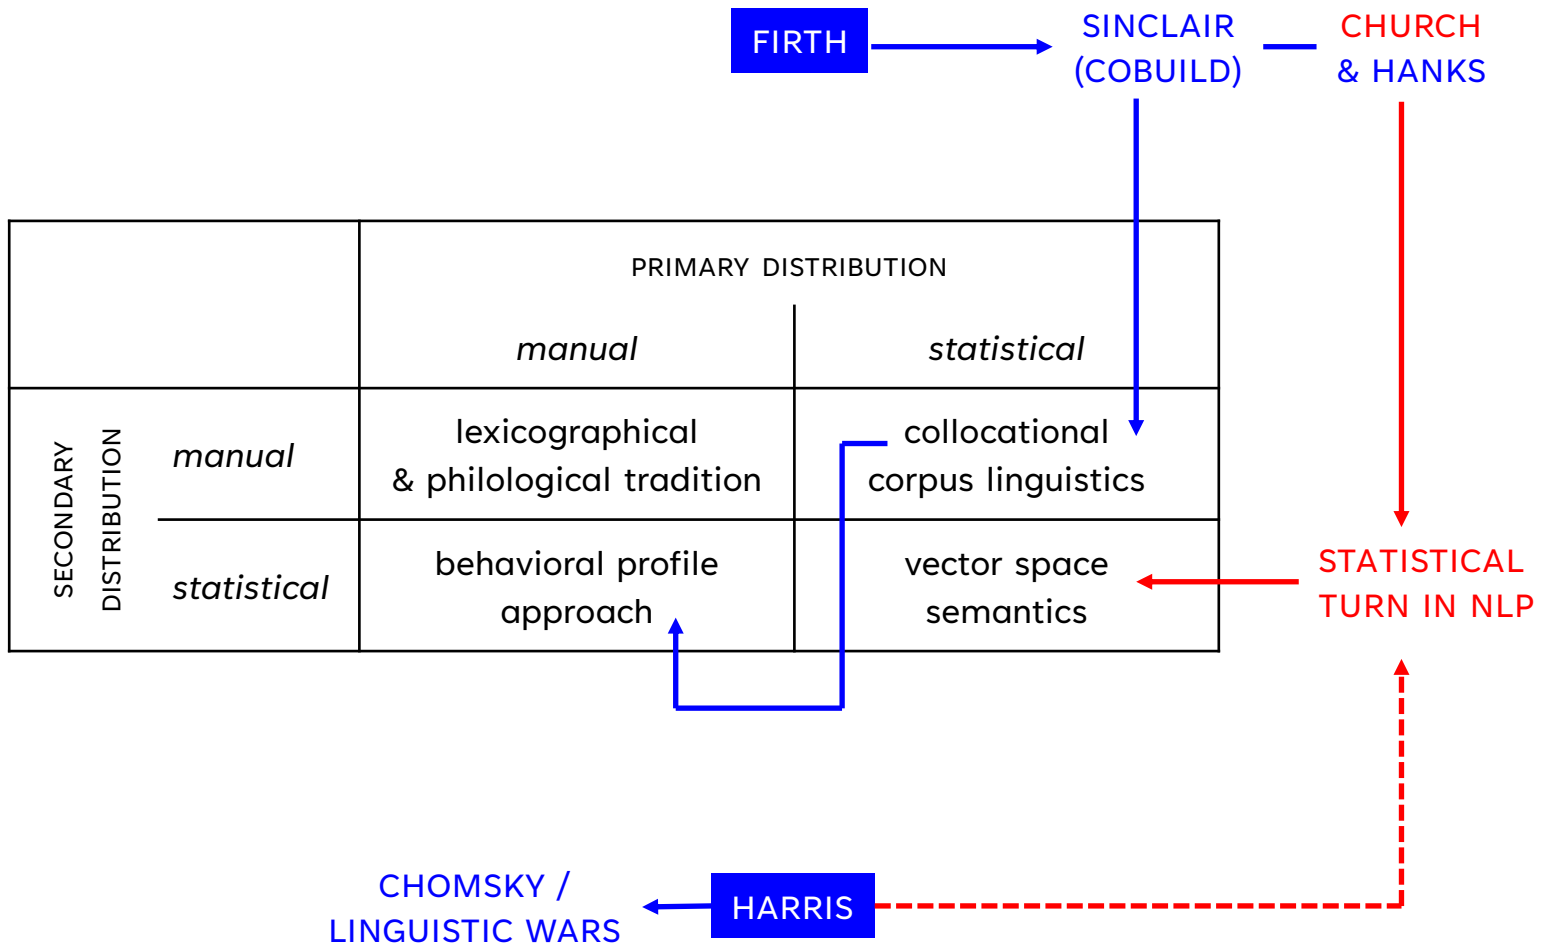 FIRTH
SINCLAIR
(COBUILD)
CHURCH
& HANKS
PRIMARY DISTRIBUTION
manual
statistical
SECONDARY
DISTRIBUTION
manual
lexicographical
& philological tradition
collocational
corpus linguistics
statistical
behavioral profile
approach
vector space
semantics
STATISTICAL
TURN IN NLP
CHOMSKY /
LINGUISTIC WARS
HARRIS